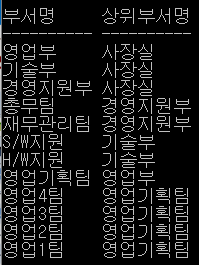 부서명 상위부서명
---------- ----------
영업부 사장실
기술부 사장실
경영지원부 사장실
총무팀 경영지원부
재무관리팀 경영지원부
S/W지원 기술부
H/W지원 기술부
영업기획팀 영업부
영업4팀 영업기획팀
영업3팀 영업기획팀
영업2팀 영업기획팀
영업1팀 영업기획팀